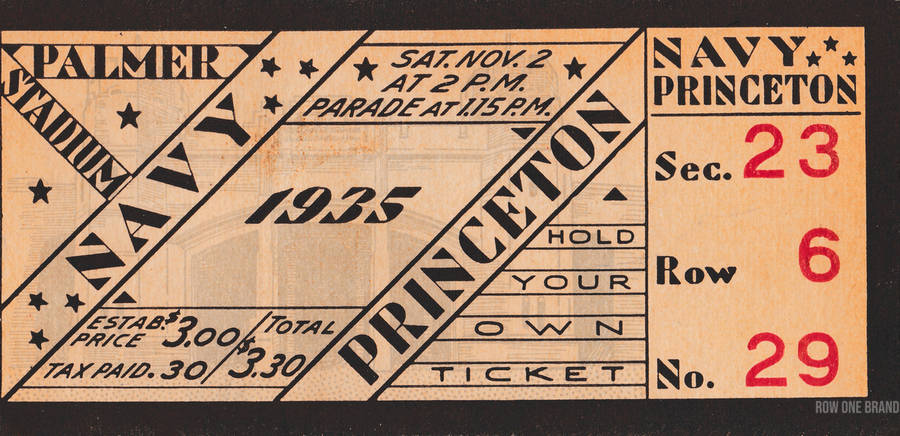 PALMER
STADIUM
NAVY
SAT. NOV. 2
AT 2 P.M.
PARADE AT 1.15 P.M.
1935
PRINCETON
ESTAB. $3.00
PRICE
TAX PAID. 30
TOTAL
$3.30
HOLD
YOUR
OWN
TICKET
NAVY
PRINCETON
Sec. 23
Row 6
No. 29
ROW ONE BRAND